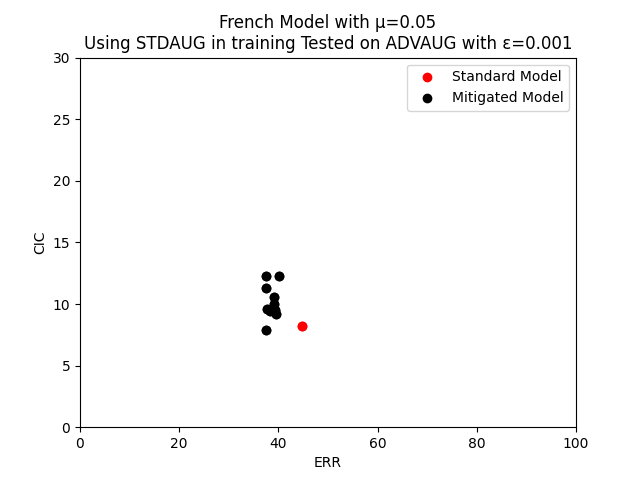 French Model with μ=0.05
Using STDAUG in training Tested on ADVAUG with ε=0.001
Standard Model
Mitigated Model
30
25
20
15
10
5
0
CIC
0 20 40 60 80 100
ERR